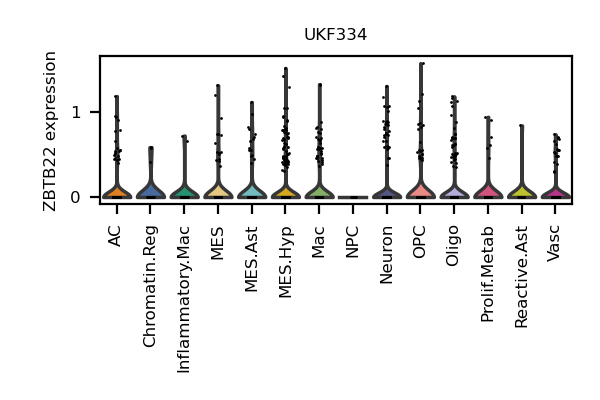 UKF334
ZBTB22 expression
1
0
AC
Chromatin.Reg
Inflammatory.Mac
MES
MES.Ast
MES.Hyp
Mac
NPC
Neuron
OPC
Oligo
Prolif.Metab
Reactive.Ast
Vasc